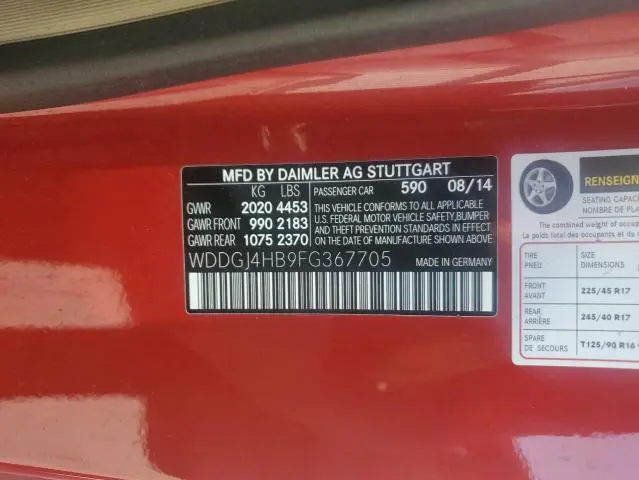 MFD BY DAIMLER AG STUTTGART
KG LBS
GVWR 2020 4453
GAWR FRONT 990 2183
GAWR REAR 1075 2370
PASSENGER CAR 590 08/14
THIS VEHICLE CONFORMS TO ALL APPLICABLE
U.S. FEDERAL MOTOR VEHICLE SAFETY,BUMPER
AND THEFT PREVENTION STANDARDS IN EFFECT
ON THE DATE OF MANUFACTURE SHOWN ABOVE.
WDDGJ4HB9FG367705 MADE IN GERMANY
RENSEIGN
SEATING CAPAC
NOMBRE DE PLA
The combined weight of occup
Le poids total des occupants
TIRE SIZE
PNEU DIMENSIONS
FRONT
AVANT
225/45 R17
REAR
ARRIÈRE
245/40 R17
SPARE
DE SECOURS
T125/90 R16